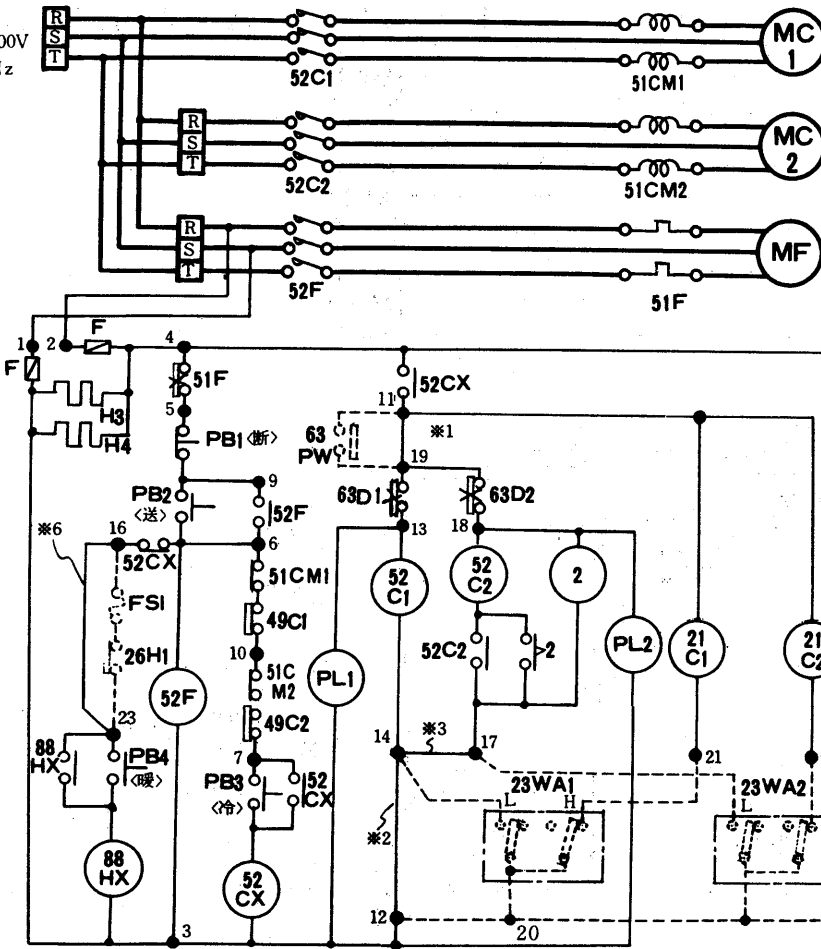 R
S
T
00V
Hz
52C1
51CM1
MC
1
R
S
T
52C2
51CM2
MC
2
R
S
T
52F
51F
MF
1
2
F
F
4
51F
5
H3
H4
PB1〈断〉
PB2
〈送〉
9
52F
6
※6
16
52CX
FS1
26H1
51CM1
49C1
10
51C
M2
49C2
52F
23
7
88
HX
PB4
〈暖〉
PB3
〈冷〉
52
CX
88
HX
52
CX
3
52CX
11
※1
63
PW
19
63D1
63D2
13
18
52
C1
52
C2
2
PL1
52C2
2
PL2
21
C1
21
C2
14
※3
17
21
※2
23WA1
L
H
23WA2
L
12
20